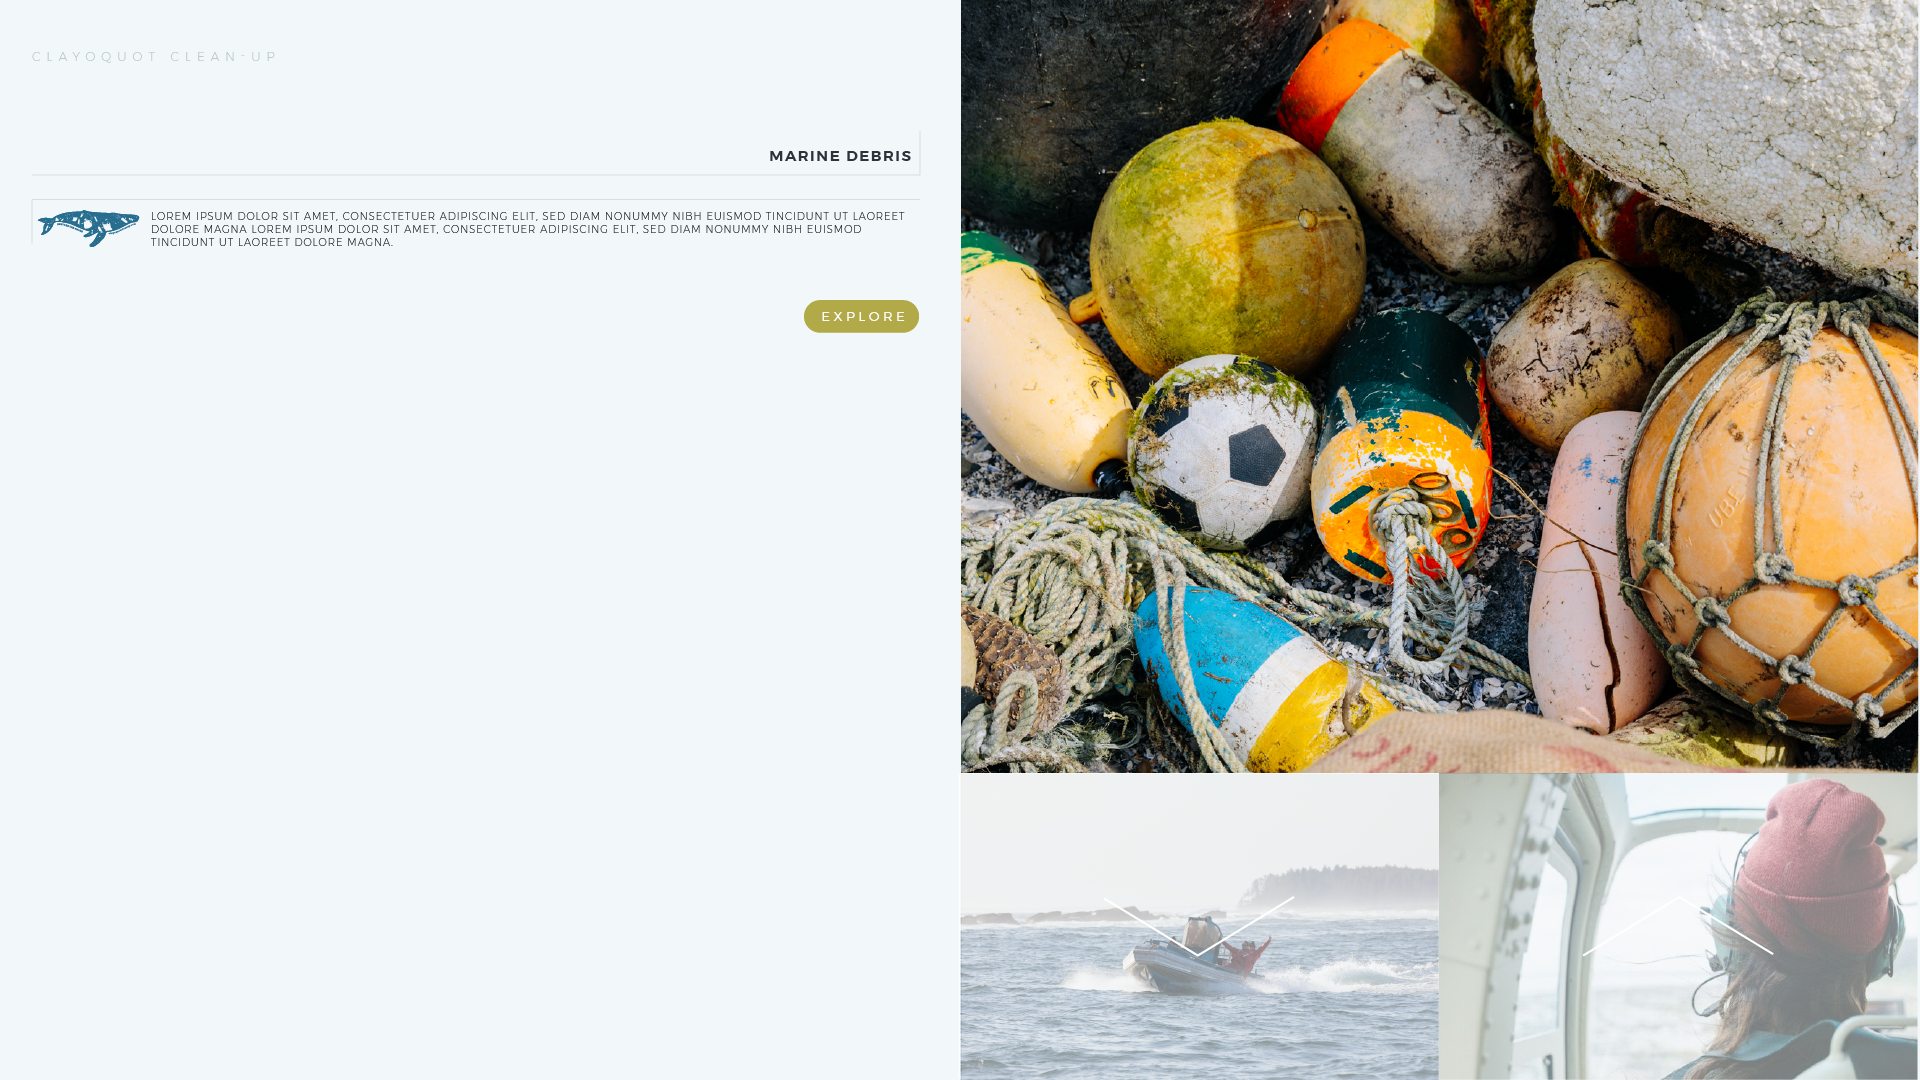 CLAYOQUOT CLEAN-UP
MARINE DEBRIS
LOREM IPSUM DOLOR SIT AMET, CONSECTETUER ADIPISCING ELIT, SED DIAM NONUMMY NIBH EUISMOD TINCIDUNT UT LAOREET
DOLORE MAGNA LOREM IPSUM DOLOR SIT AMET, CONSECTETUER ADIPISCING ELIT, SED DIAM NONUMMY NIBH EUISMOD
TINCIDUNT UT LAOREET DOLORE MAGNA.
EXPLORE